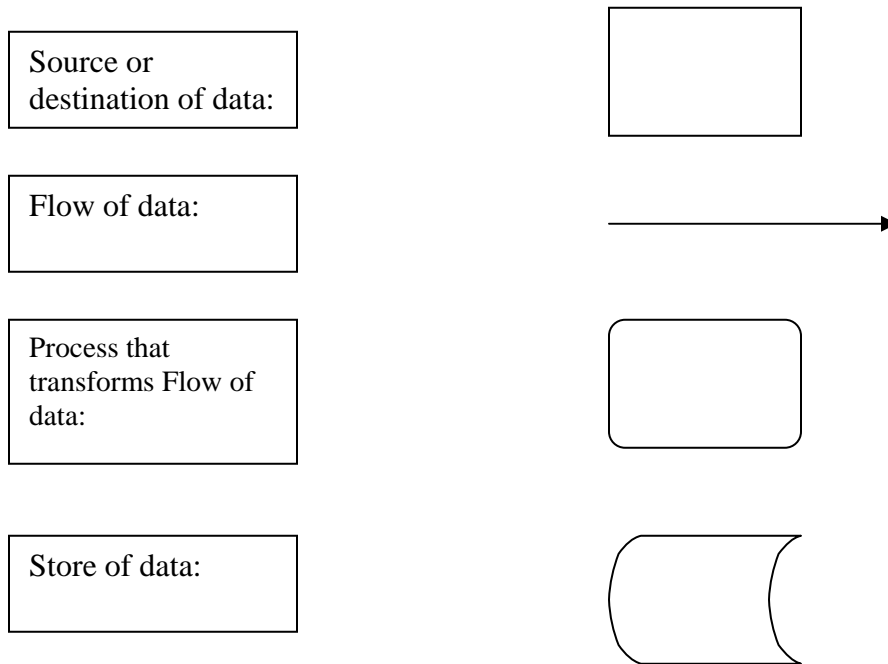 Source or
destination of data:
Flow of data:
Process that
transforms Flow of
data:
Store of data: